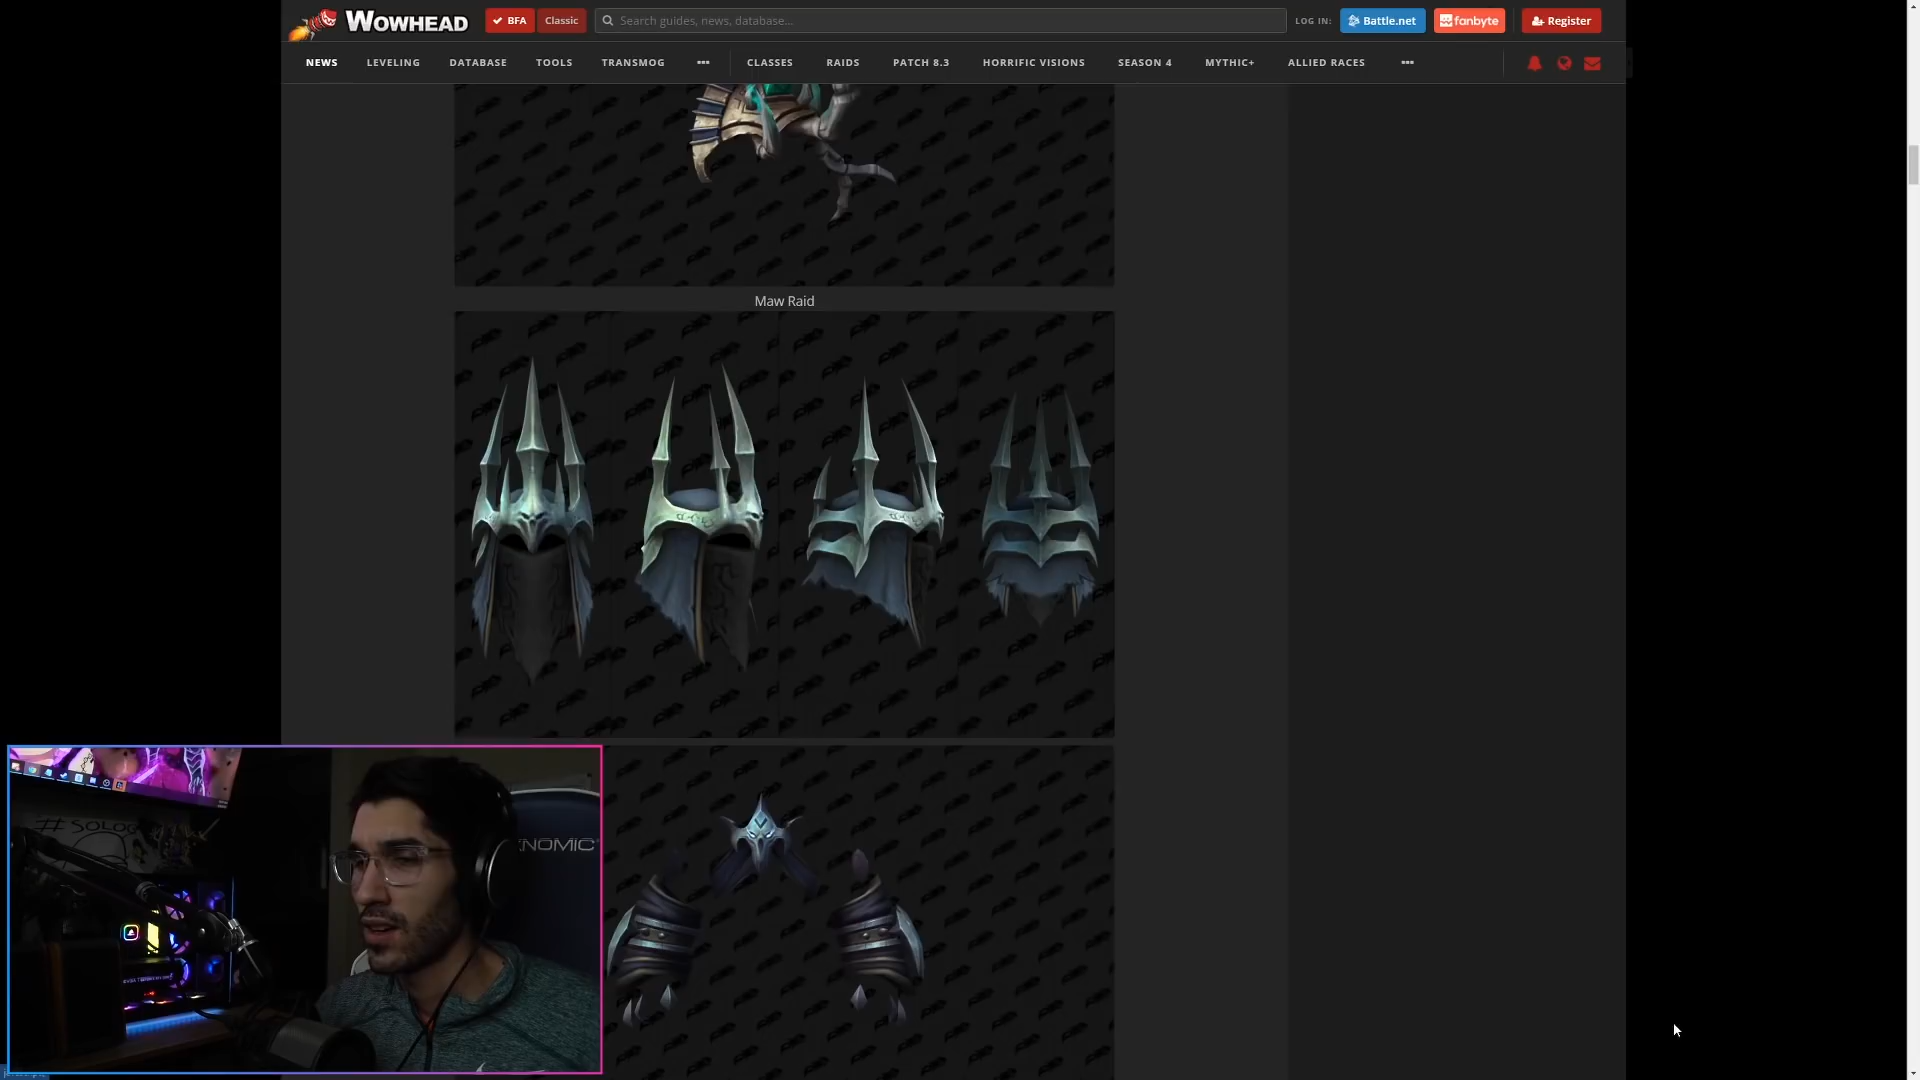 WOWHEAD
BFA
Classic
Search guides, news, database...
LOG IN:
Battle.net
fanbyte
Register
NEWS
LEVELING
DATABASE
TOOLS
TRANSMOG
•••
CLASSES
RAIDS
PATCH 8.3
HORRIFIC VISIONS
SEASON 4
MYTHIC+
ALLIED RACES
•••
Maw Raid
# SOLOQ
NOMIC